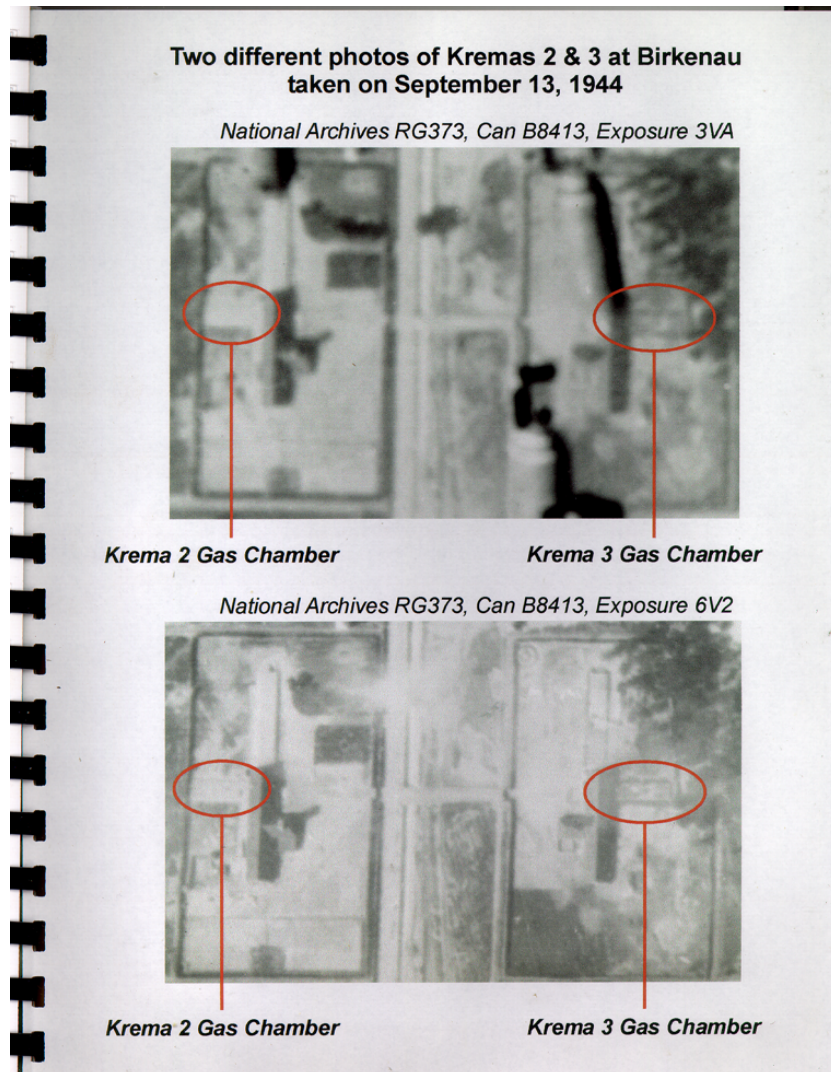 Two different photos of Kremas 2 & 3 at Birkenau
taken on September 13, 1944
National Archives RG373, Can B8413, Exposure 3VA
Krema 2 Gas Chamber
Krema 3 Gas Chamber
National Archives RG373, Can B8413, Exposure 6V2
Krema 2 Gas Chamber
Krema 3 Gas Chamber